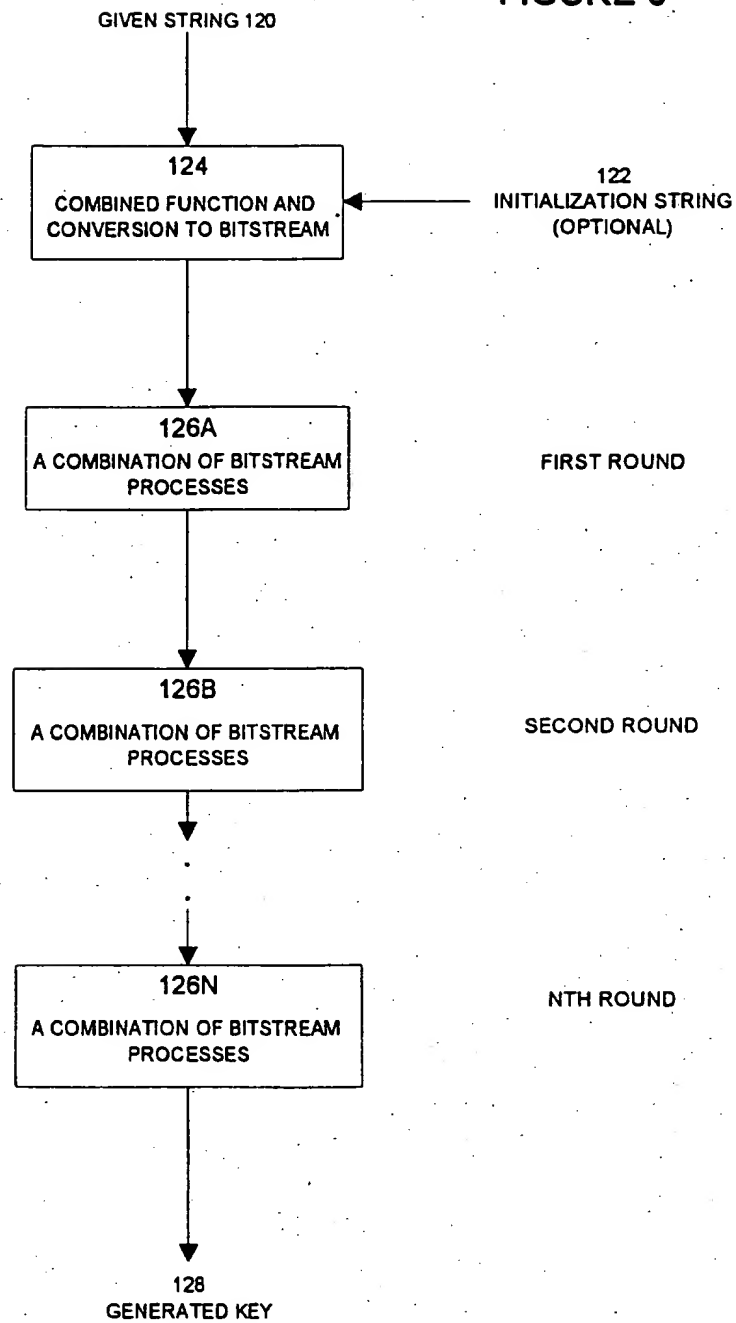 GIVEN STRING 120
124
COMBINED FUNCTION AND
CONVERSION TO BITSTREAM
122
INITIALIZATION STRING
(OPTIONAL)
126A
A COMBINATION OF BITSTREAM
PROCESSES
FIRST ROUND
126B
A COMBINATION OF BITSTREAM
PROCESSES
SECOND ROUND
126N
A COMBINATION OF BITSTREAM
PROCESSES
NTH ROUND
128
GENERATED KEY